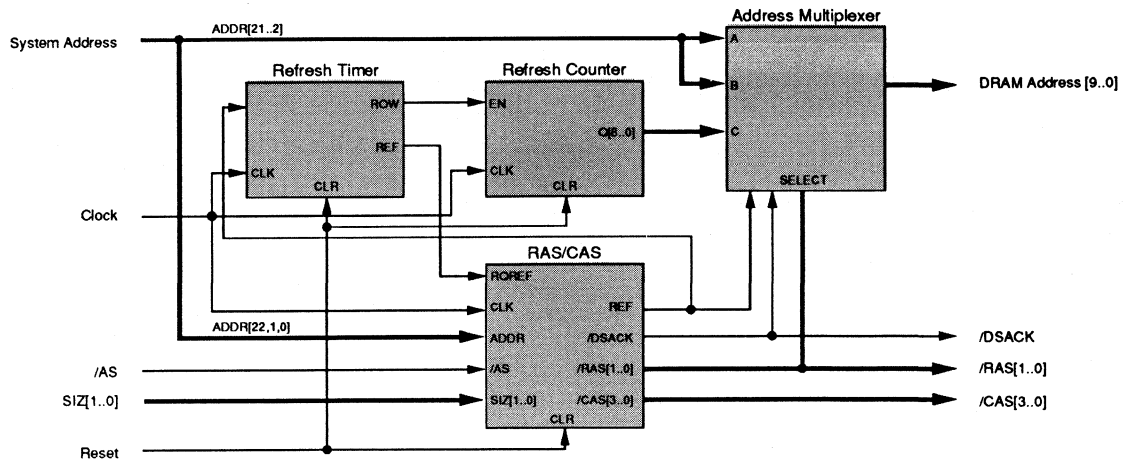 Address Multiplexer
System Address
ADDR[21..2]
A
Refresh Timer
Refresh Counter
B
DRAM Address [9..0]
ROW
EN
Q[8..0]
C
REF
CLK
CLK
CLR
CLR
SELECT
Clock
RAS/CAS
RQREF
CLK
REF
ADDR[22,1,0]
ADDR
/DSACK
/DSACK
/AS
/AS
/RAS[1..0]
/RAS[1..0]
SIZ[1..0]
SIZ[1..0]
/CAS[3..0]
/CAS[3..0]
CLR
Reset